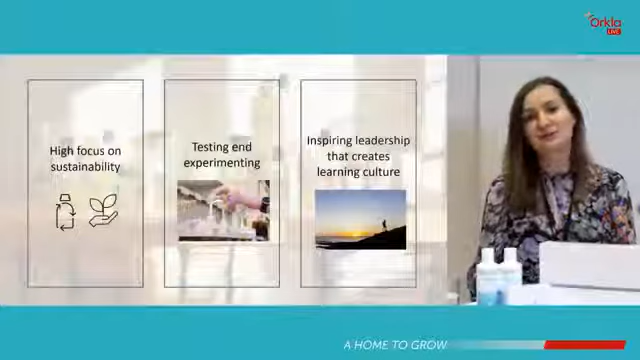 Orkla
LIVE
High focus on
sustainability
Testing end
experimenting
Inspiring leadership
that creates
learning culture
A HOME TO GROW